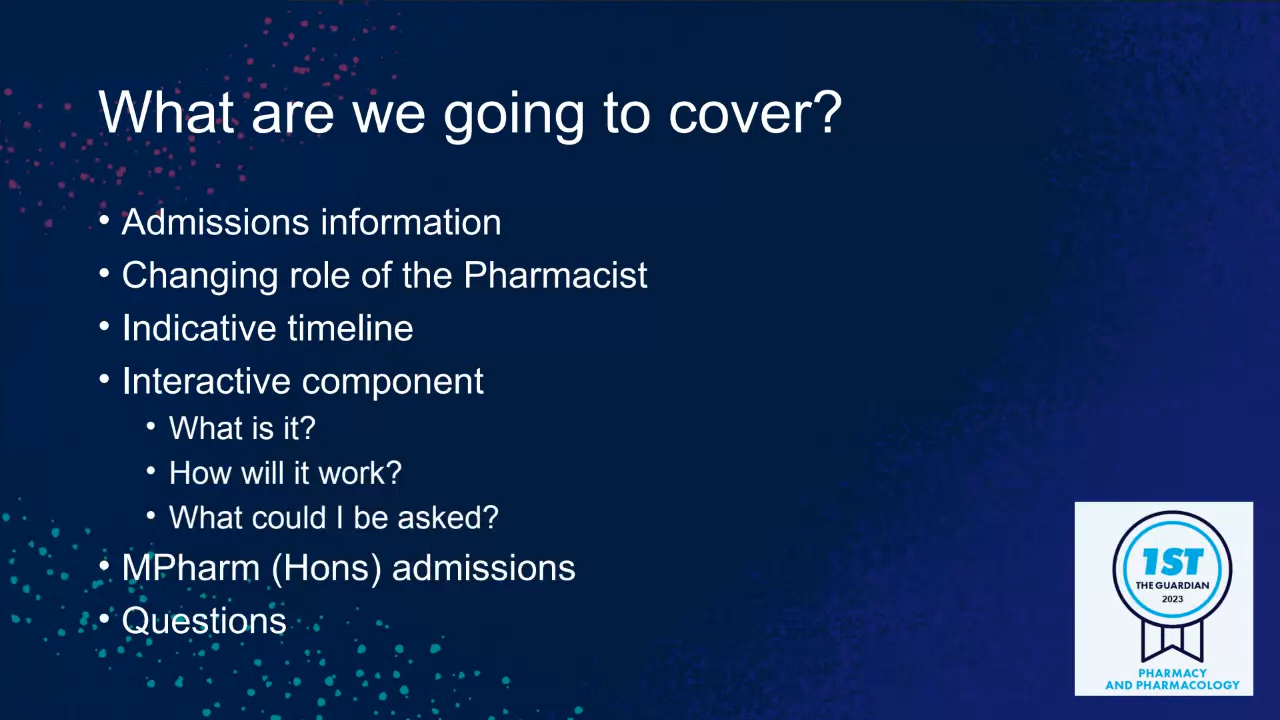 What are we going to cover?
• Admissions information
• Changing role of the Pharmacist
• Indicative timeline
• Interactive component
• What is it?
• How will it work?
• What could I be asked?
• MPharm (Hons) admissions
• Questions
1ST
THE GUARDIAN
2023
PHARMACY
AND PHARMACOLOGY